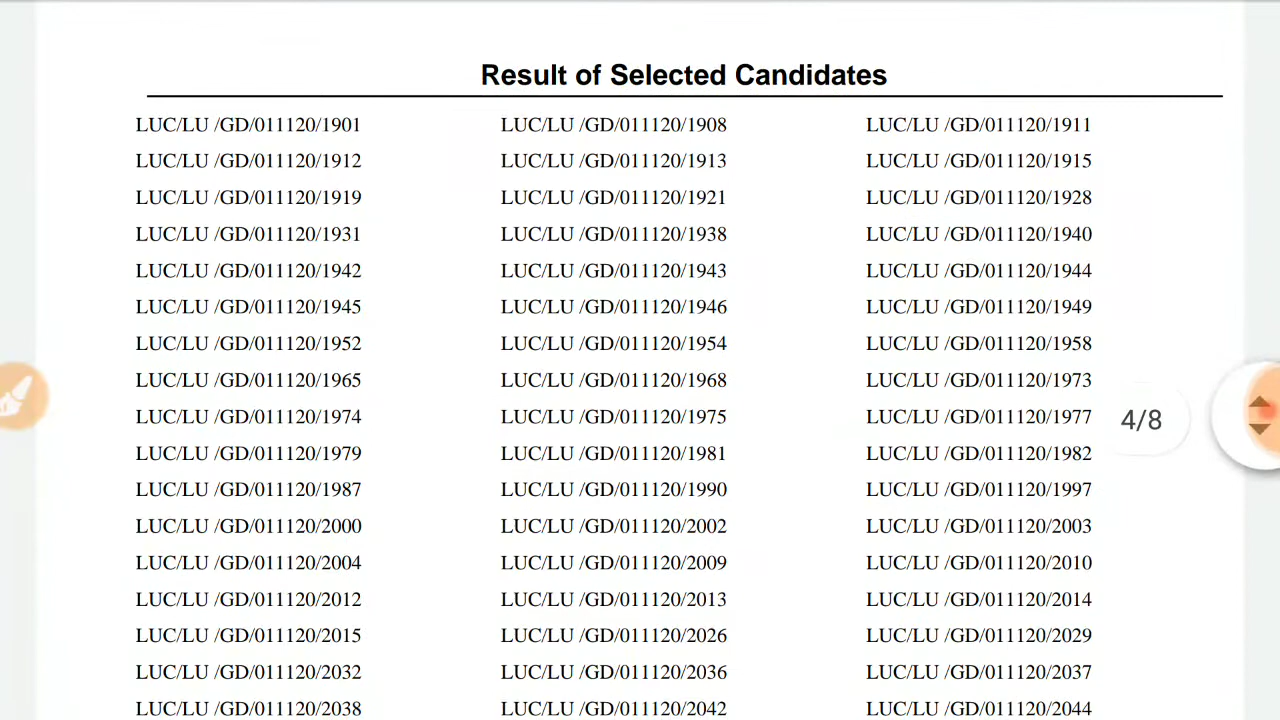 Result of Selected Candidates
LUC/LU /GD/011120/1901 LUC/LU /GD/011120/1908 LUC/LU /GD/011120/1911
LUC/LU /GD/011120/1912 LUC/LU /GD/011120/1913 LUC/LU /GD/011120/1915
LUC/LU /GD/011120/1919 LUC/LU /GD/011120/1921 LUC/LU /GD/011120/1928
LUC/LU /GD/011120/1931 LUC/LU /GD/011120/1938 LUC/LU /GD/011120/1940
LUC/LU /GD/011120/1942 LUC/LU /GD/011120/1943 LUC/LU /GD/011120/1944
LUC/LU /GD/011120/1945 LUC/LU /GD/011120/1946 LUC/LU /GD/011120/1949
LUC/LU /GD/011120/1952 LUC/LU /GD/011120/1954 LUC/LU /GD/011120/1958
LUC/LU /GD/011120/1965 LUC/LU /GD/011120/1968 LUC/LU /GD/011120/1973
LUC/LU /GD/011120/1974 LUC/LU /GD/011120/1975 LUC/LU /GD/011120/1977 4/8
LUC/LU /GD/011120/1979 LUC/LU /GD/011120/1981 LUC/LU /GD/011120/1982
LUC/LU /GD/011120/1987 LUC/LU /GD/011120/1990 LUC/LU /GD/011120/1997
LUC/LU /GD/011120/2000 LUC/LU /GD/011120/2002 LUC/LU /GD/011120/2003
LUC/LU /GD/011120/2004 LUC/LU /GD/011120/2009 LUC/LU /GD/011120/2010
LUC/LU /GD/011120/2012 LUC/LU /GD/011120/2013 LUC/LU /GD/011120/2014
LUC/LU /GD/011120/2015 LUC/LU /GD/011120/2026 LUC/LU /GD/011120/2029
LUC/LU /GD/011120/2032 LUC/LU /GD/011120/2036 LUC/LU /GD/011120/2037
LUC/LU /GD/011120/2038 LUC/LU /GD/011120/2042 LUC/LU /GD/011120/2044